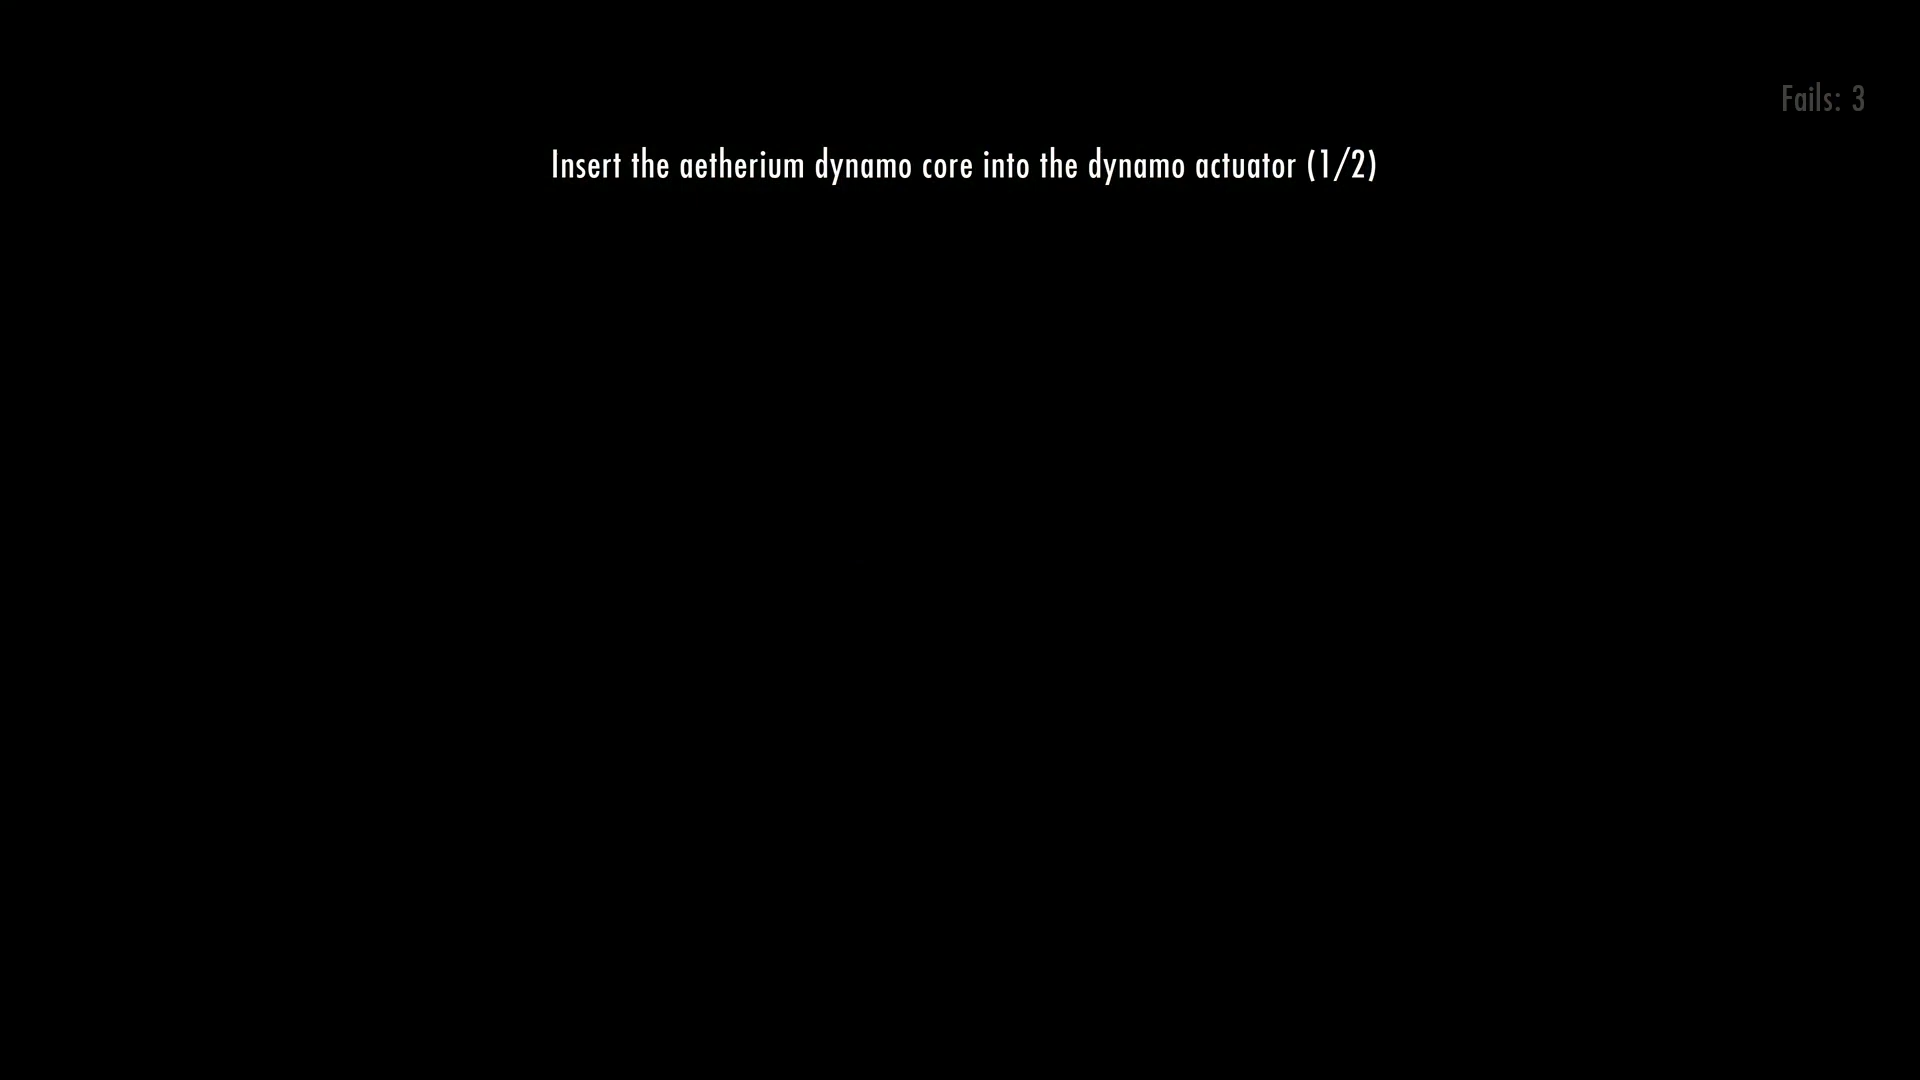 Fails: 3
Insert the aetherium dynamo core into the dynamo actuator (1/2)